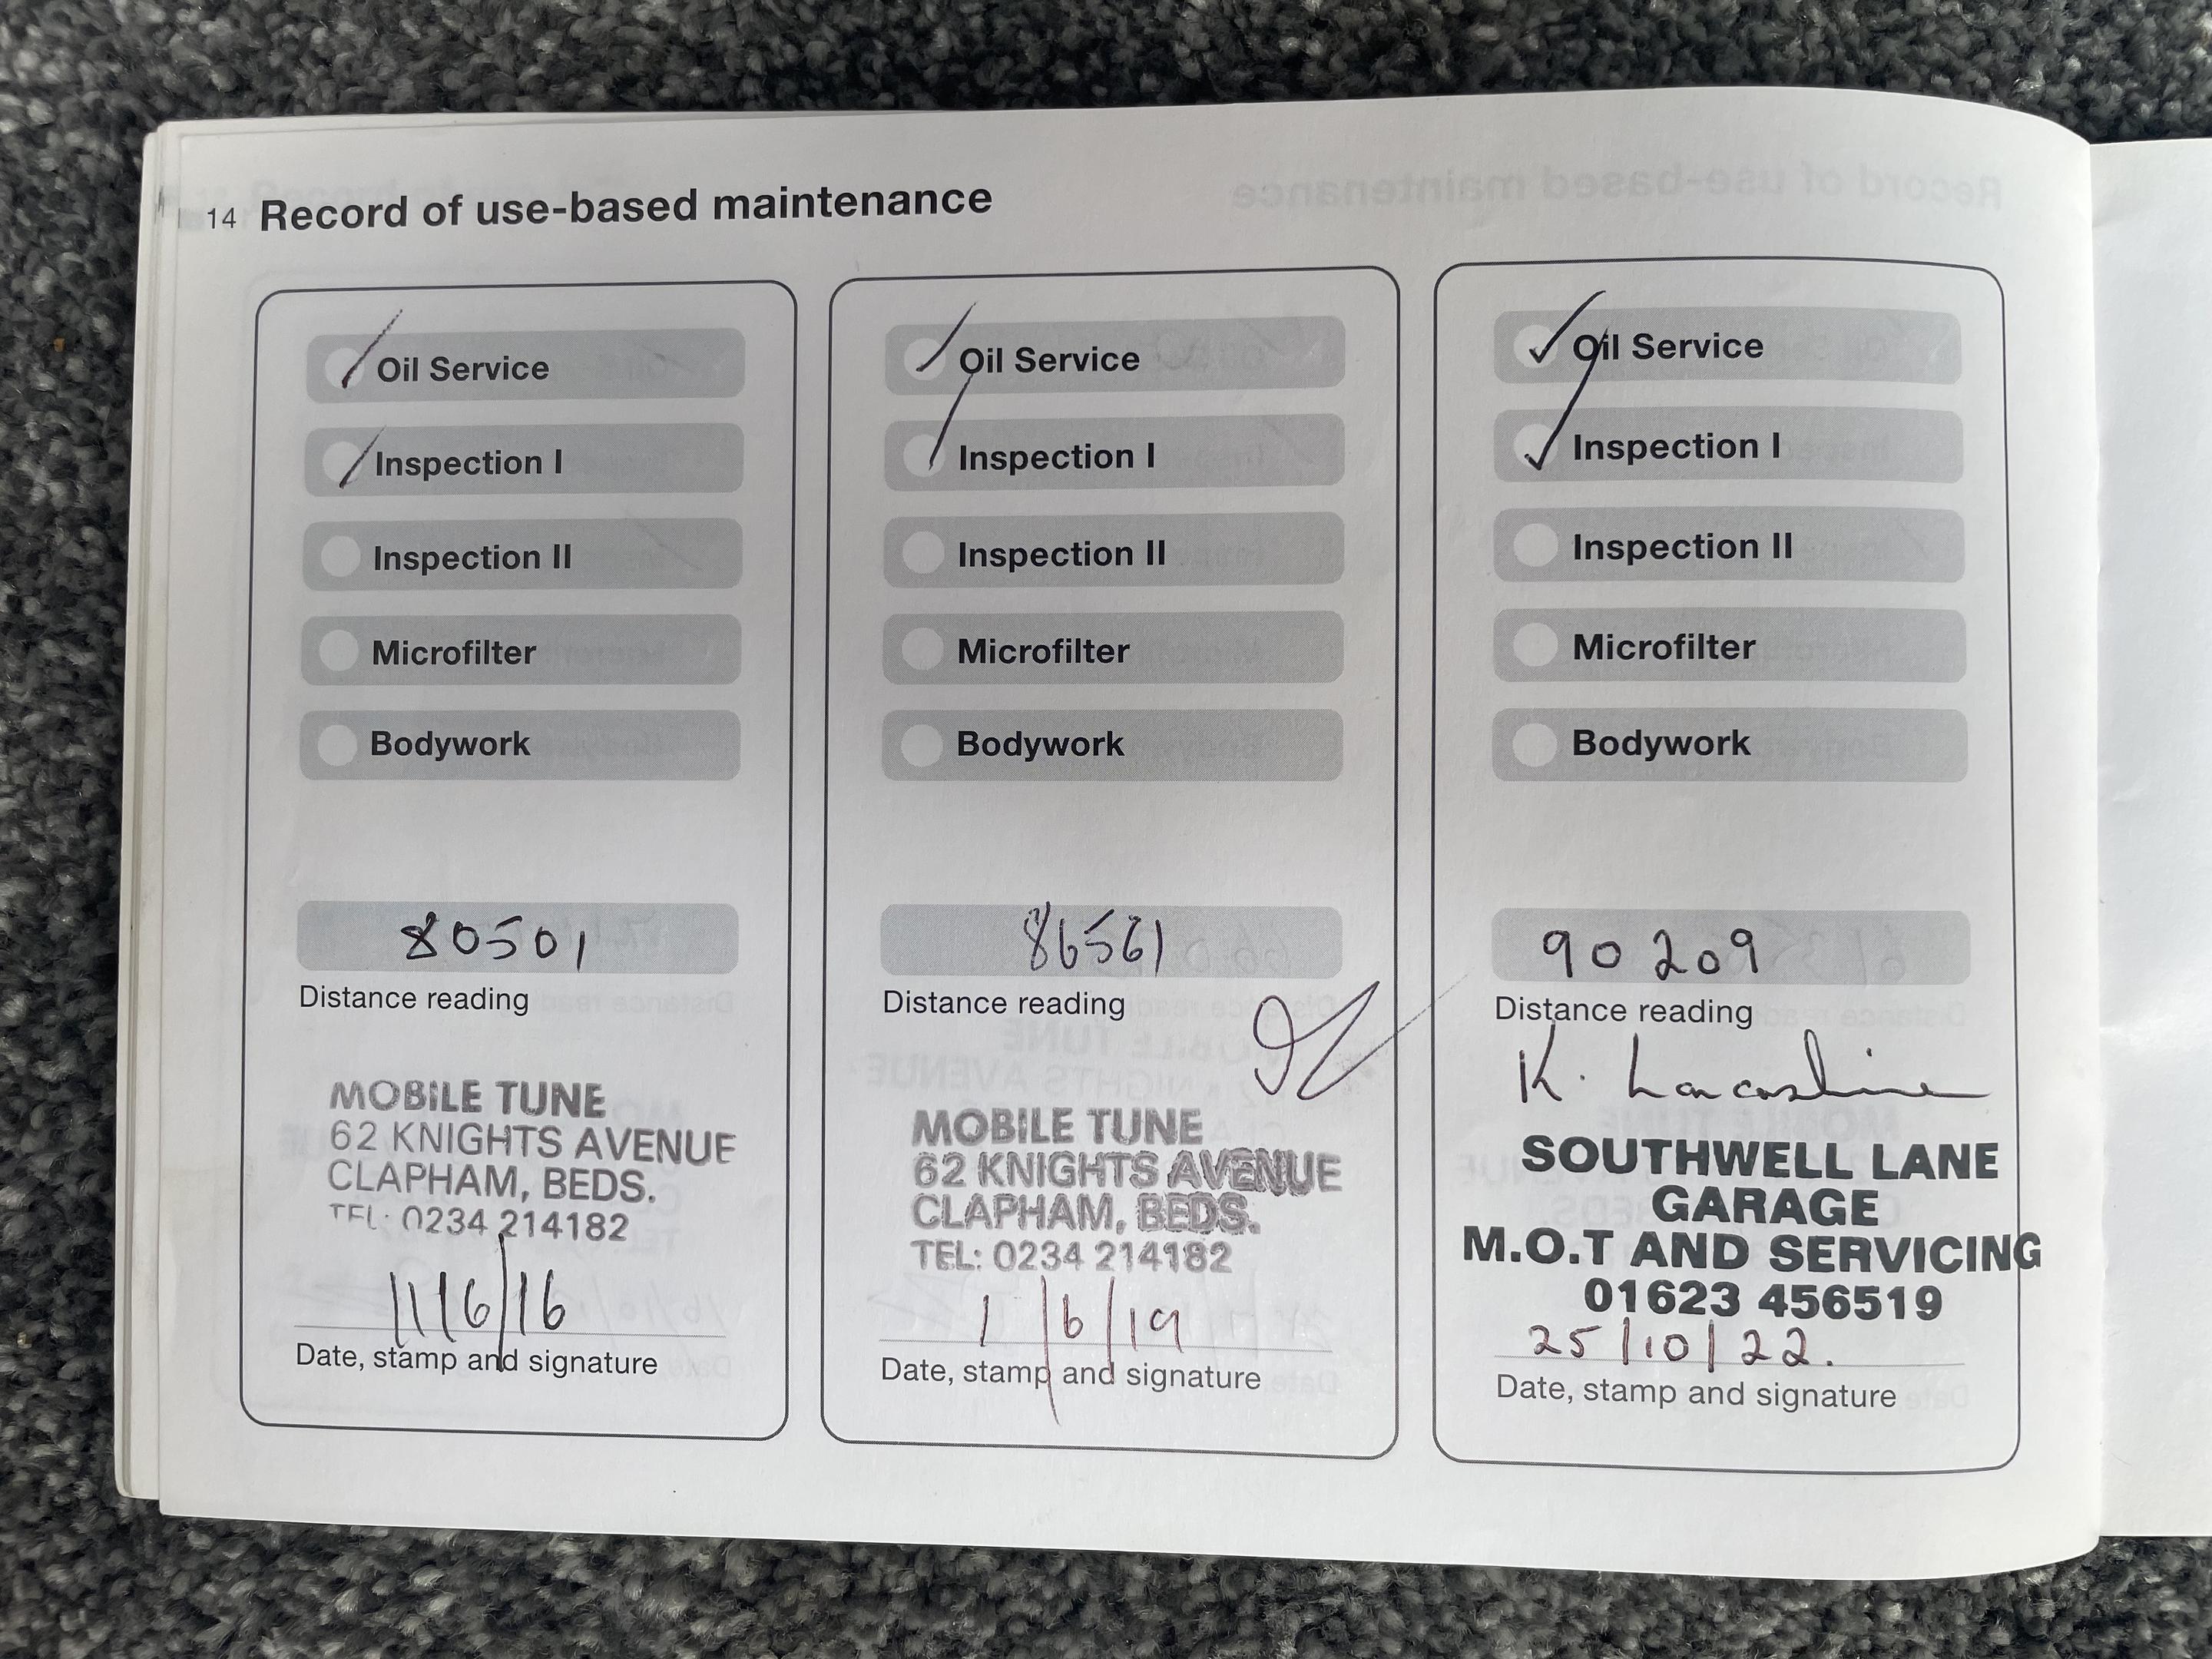 14 Record of use-based maintenance
Oil Service
Inspection I
Inspection II
Microfilter
Bodywork
80501
Distance reading
MOBILE TUNE
62 KNIGHTS AVENUE
CLAPHAM, BEDS.
TEL: 0234 214182
11/6/16
Date, stamp and signature
Oil Service
Inspection I
Inspection II
Microfilter
Bodywork
86561
Distance reading
MOBILE TUNE
62 KNIGHTS AVENUE
CLAPHAM, BEDS.
TEL: 0234 214182
1/6/19
Date, stamp and signature
Oil Service
Inspection I
Inspection II
Microfilter
Bodywork
90209
Distance reading
K. Lancashire
SOUTHWELL LANE
GARAGE
M.O.T AND SERVICING
01623 456519
25/10/22.
Date, stamp and signature